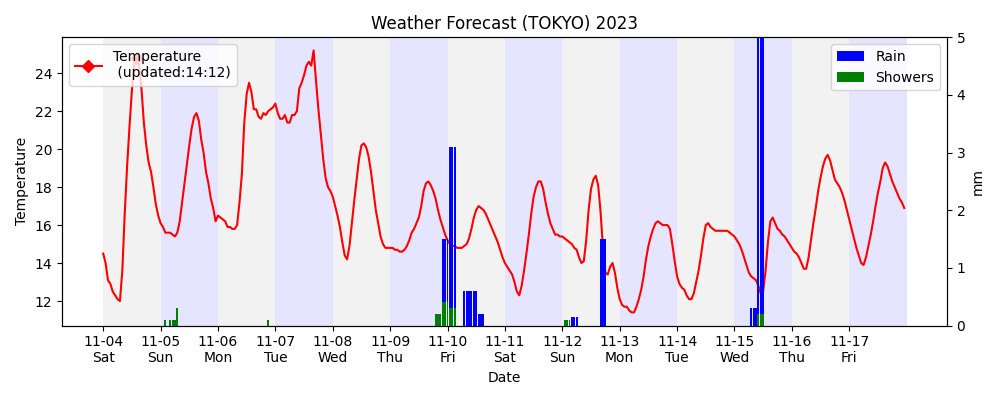 Weather Forecast (TOKYO) 2023
Temperature
(updated:14:12)
Rain
Showers
Temperature
24
22
20
18
16
14
12
5
4
3
2
1
0
mm
11-04 11-05 11-06 11-07 11-08 11-09 11-10 11-11 11-12 11-13 11-14 11-15 11-16 11-17
Sat Sun Mon Tue Wed Thu Fri Sat Sun Mon Tue Wed Thu Fri
Date